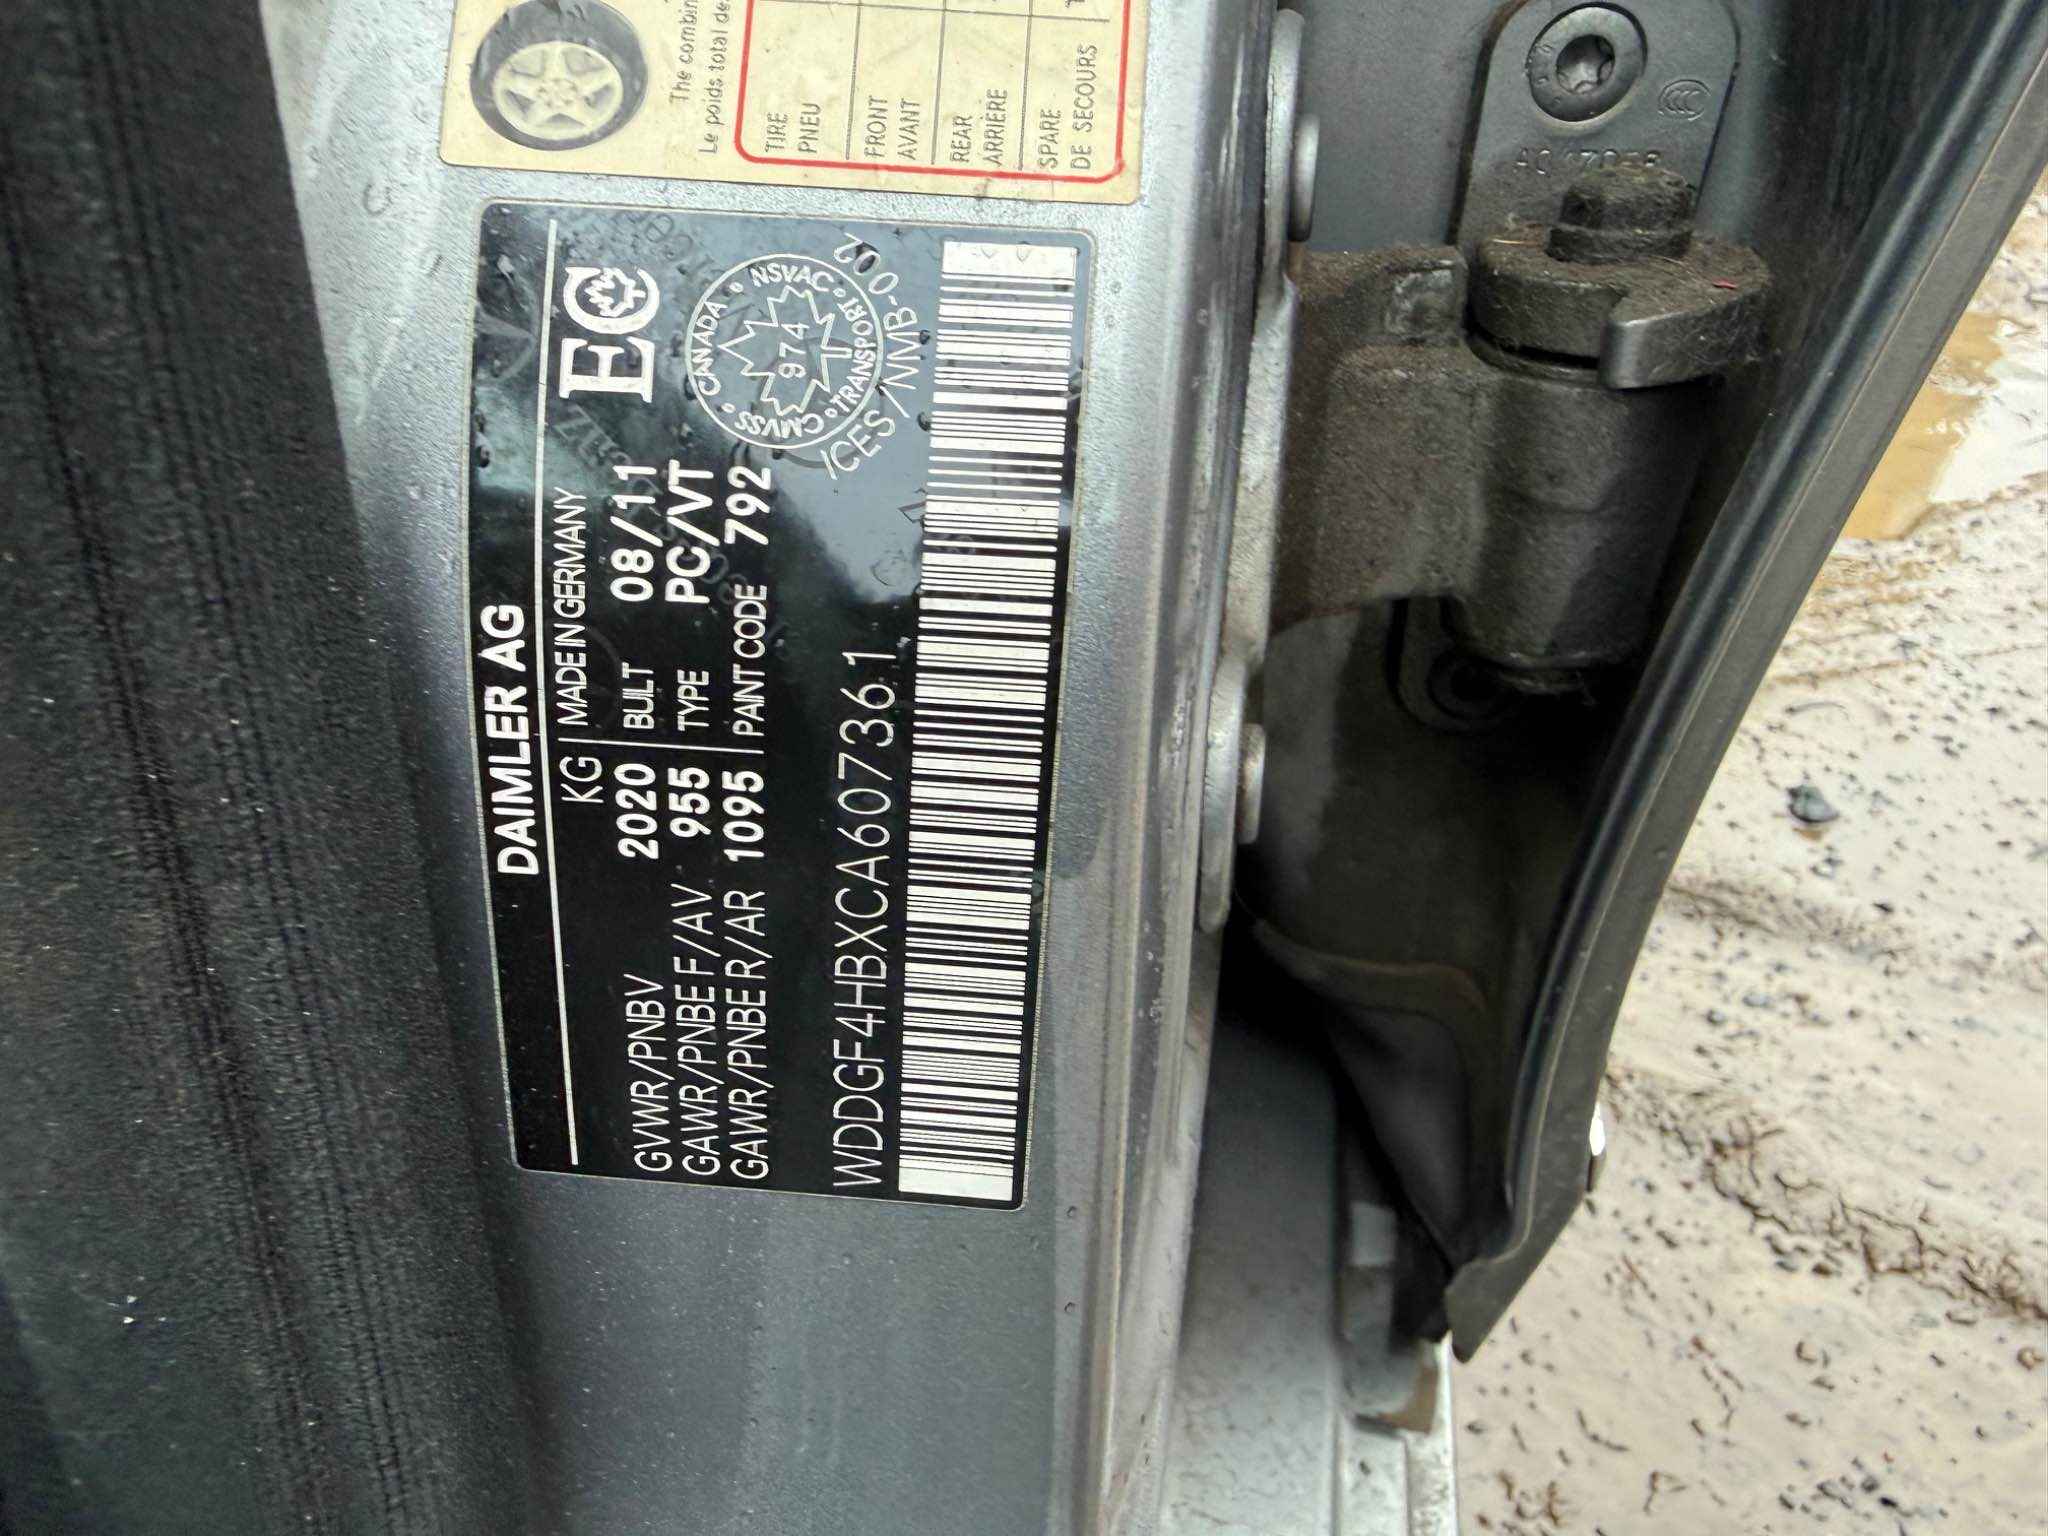 The combin
Le poids total de
TIRE
PNEU
FRONT
AVANT
REAR
ARRIÈRE
SPARE
DE SECOURS
DAIMLER AG
KG MADE IN GERMANY
GVWR/PNBV 2020 BUILT 08/11
GAWR/PNBE F/AV 955 TYPE PC/VT
GAWR/PNBE R/AR 1095 PAINT CODE 792
EC
CANADA • NSVAC • TRANSPORT • CMVSS •
974
ICES/NMB-002
WDDGF4HBXCA607361